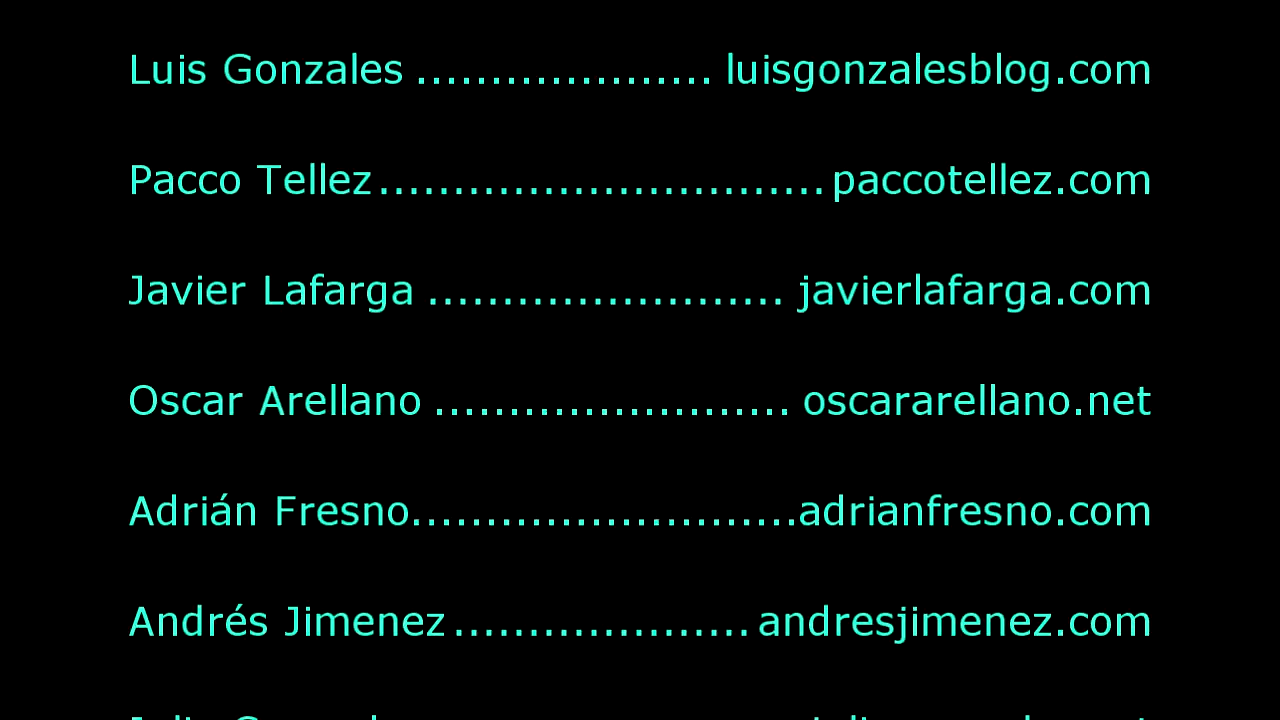 Luis Gonzales ................... luisgonzalesblog.com
Pacco Tellez ............................. paccotellez.com
Javier Lafarga ....................... javierlafarga.com
Oscar Arellano ....................... oscararellano.net
Adrián Fresno.........................adrianfresno.com
Andrés Jimenez ................... andresjimenez.com